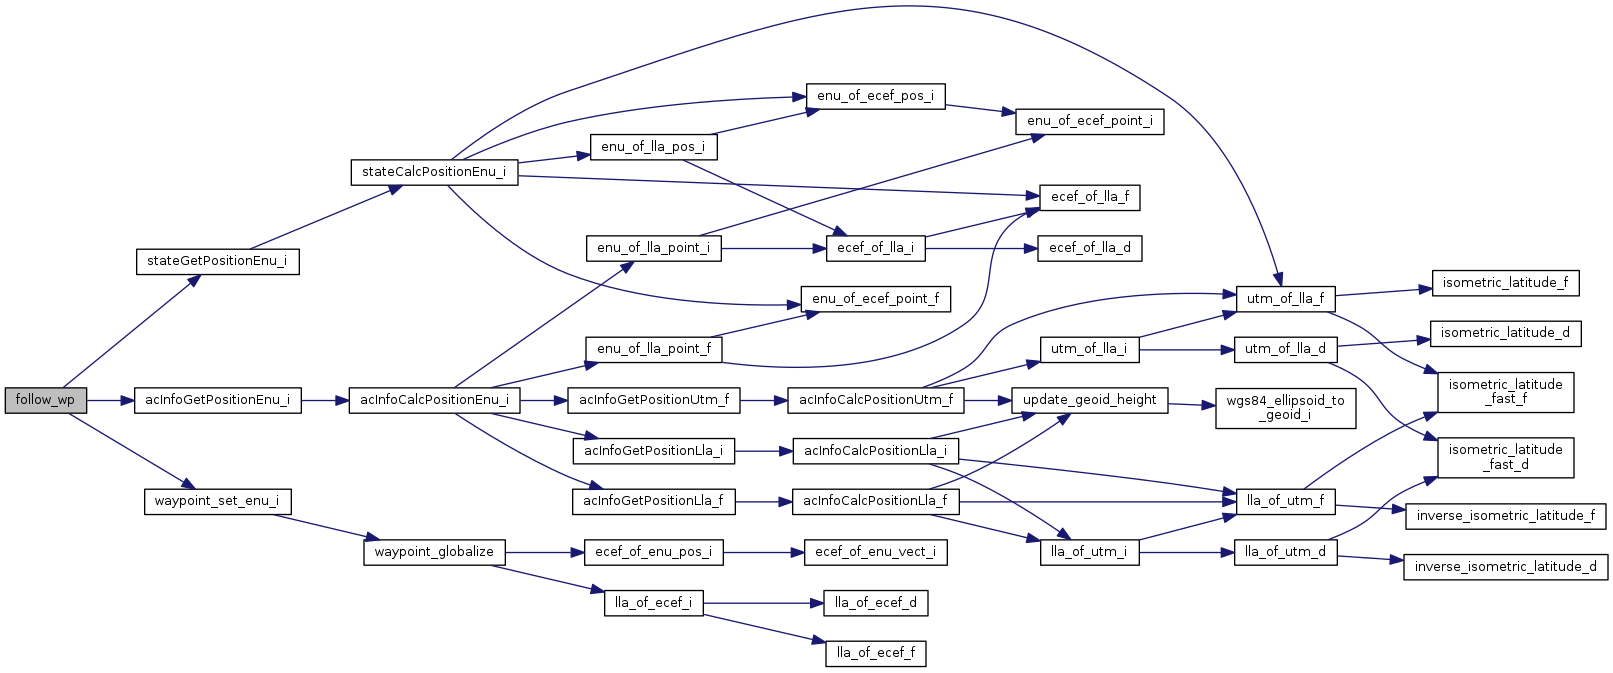 follow_wp
stateGetPositionEnu_i
acInfoGetPositionEnu_i
waypoint_set_enu_i
stateCalcPositionEnu_i
acInfoCalcPositionEnu_i
waypoint_globalize
enu_of_lla_pos_i
enu_of_lla_point_i
enu_of_lla_point_f
acInfoGetPositionUtm_f
acInfoGetPositionLla_i
acInfoGetPositionLla_f
ecef_of_enu_pos_i
lla_of_ecef_i
enu_of_ecef_pos_i
ecef_of_lla_i
enu_of_ecef_point_f
acInfoCalcPositionUtm_f
acInfoCalcPositionLla_i
acInfoCalcPositionLla_f
ecef_of_enu_vect_i
lla_of_ecef_d
lla_of_ecef_f
enu_of_ecef_point_i
ecef_of_lla_f
ecef_of_lla_d
utm_of_lla_i
update_geoid_height
lla_of_utm_i
utm_of_lla_f
utm_of_lla_d
wgs84_ellipsoid_to
_geoid_i
lla_of_utm_f
lla_of_utm_d
isometric_latitude_f
isometric_latitude_d
isometric_latitude
_fast_f
isometric_latitude
_fast_d
inverse_isometric_latitude_f
inverse_isometric_latitude_d